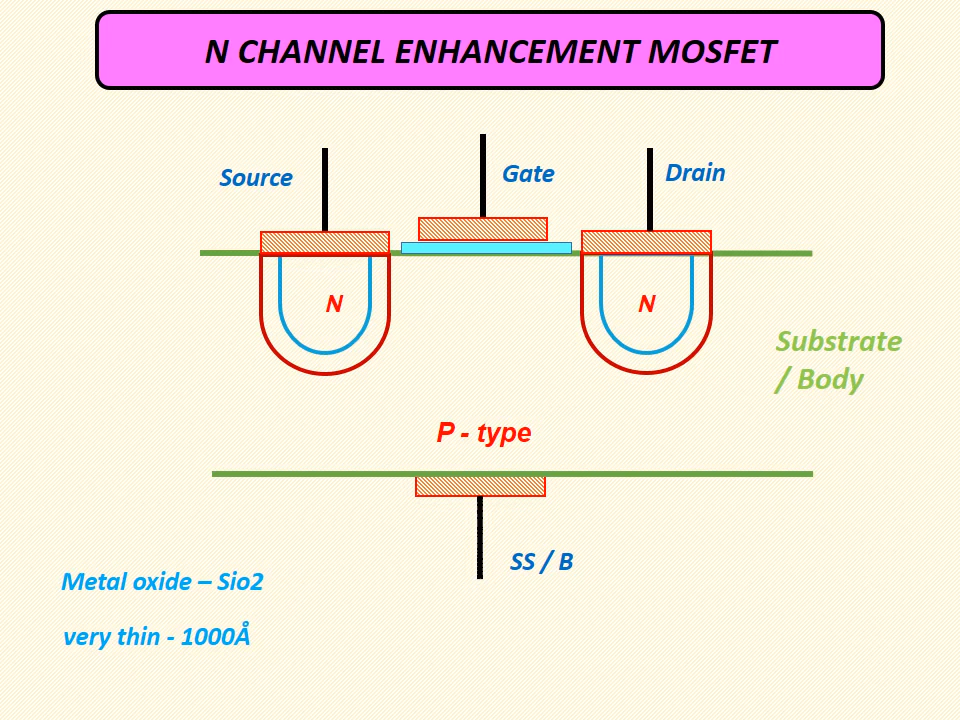 N CHANNEL ENHANCEMENT MOSFET
Source
Gate
Drain
N
N
Substrate
/ Body
P - type
SS / B
Metal oxide – Sio2
very thin - 1000Å